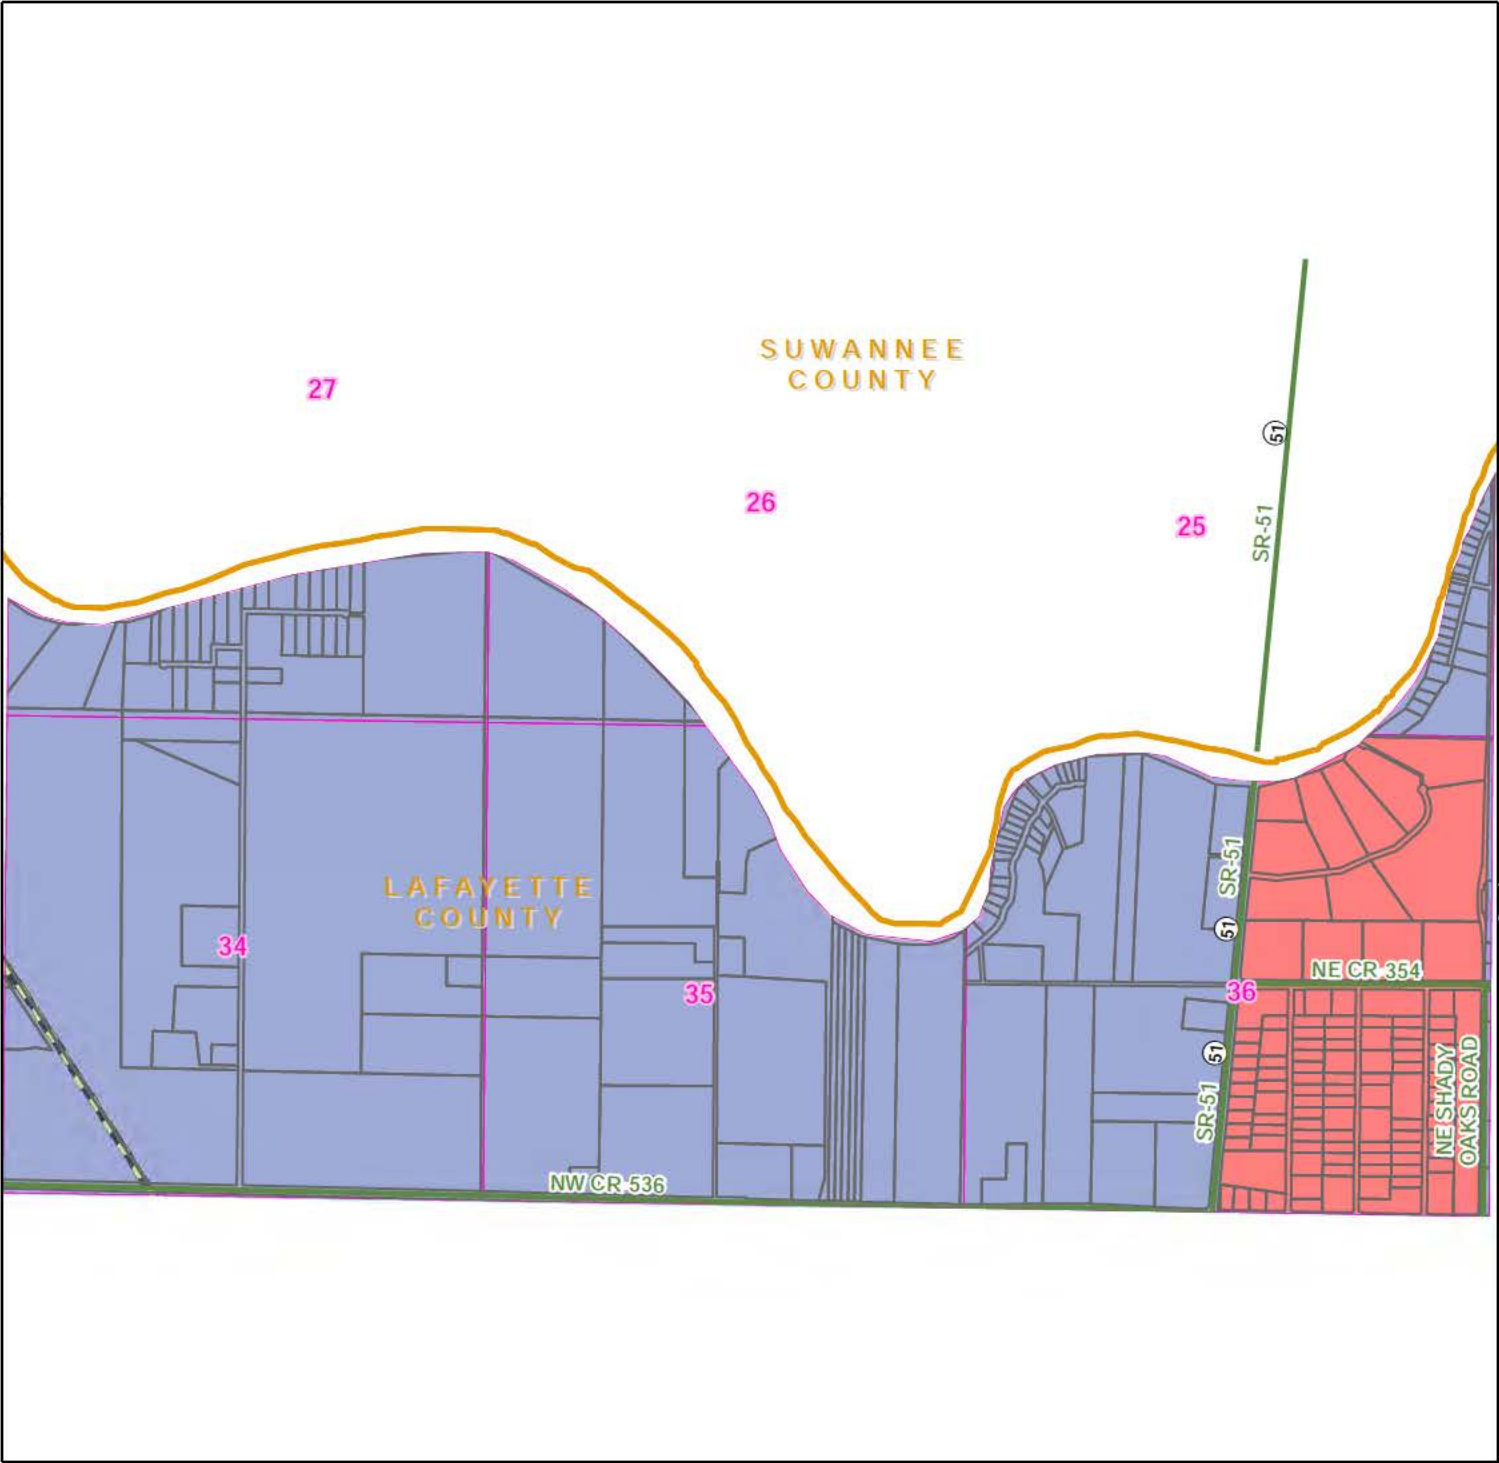 SUWANNEE
COUNTY
27
51
26
25
SR-51
LAFAYETTE
COUNTY
SR-51
34
51
NE CR 354
35
36
51
NE SHADY
OAKS ROAD
SR-51
NW CR 536